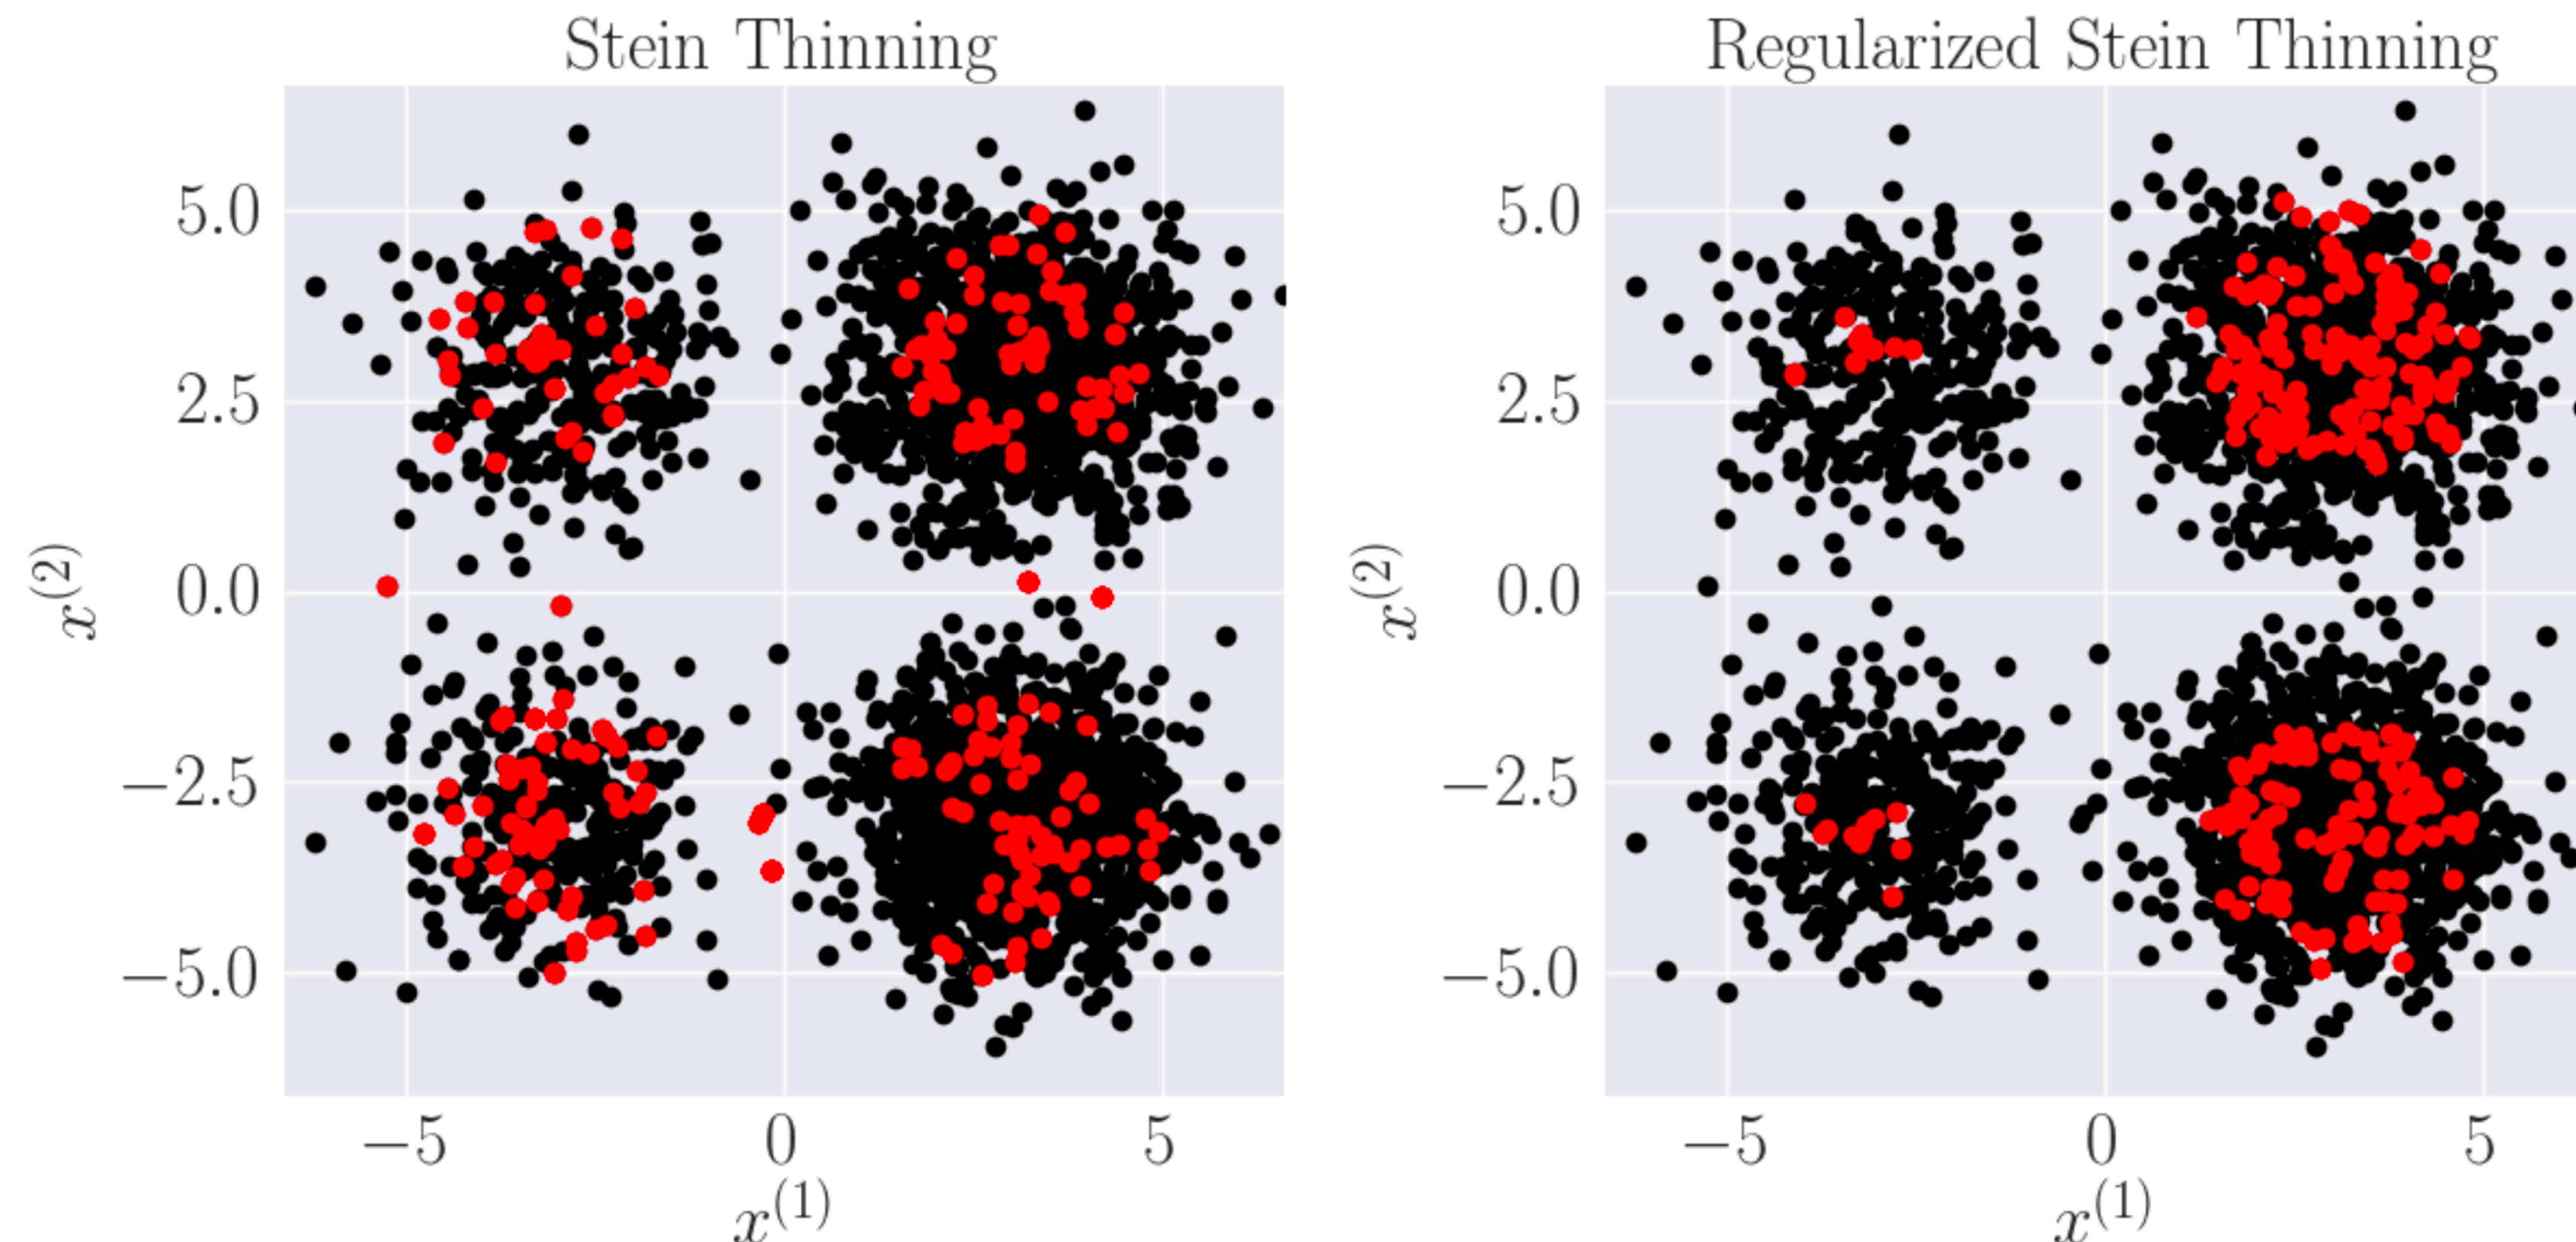 Stein Thinning
5.0
2.5
0.0
−2.5
−5.0
x^(2)
−5 0 5
x^(1)
Regularized Stein Thinning
5.0
2.5
0.0
−2.5
−5.0
x^(2)
−5 0 5
x^(1)